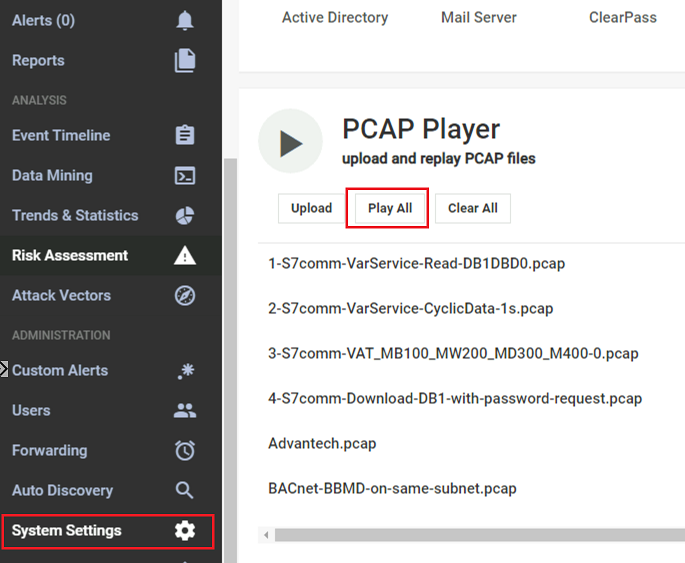 Alerts (0)
Reports
ANALYSIS
Event Timeline
Data Mining
Trends & Statistics
Risk Assessment
Attack Vectors
ADMINISTRATION
Custom Alerts
Users
Forwarding
Auto Discovery
System Settings
Active Directory Mail Server ClearPass
PCAP Player
upload and replay PCAP files
Upload Play All Clear All
1-S7comm-VarService-Read-DB1DBD0.pcap
2-S7comm-VarService-CyclicData-1s.pcap
3-S7comm-VAT_MB100_MW200_MD300_M400-0.pcap
4-S7comm-Download-DB1-with-password-request.pcap
Advantech.pcap
BACnet-BBMD-on-same-subnet.pcap